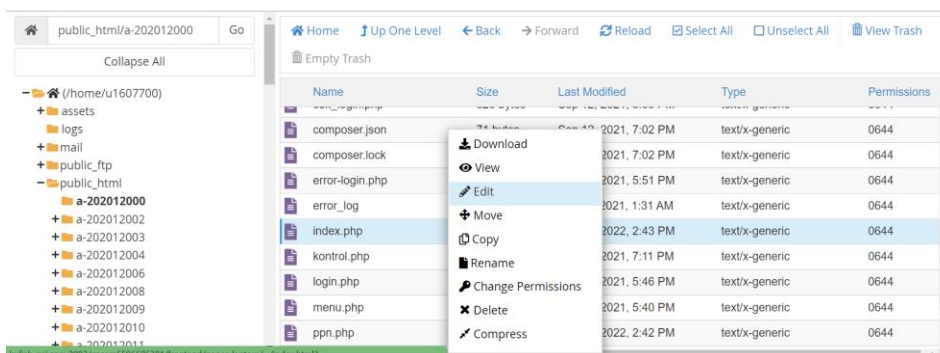 public_html/a-202012000 Go
Collapse All
(/home/u1607700)
assets
logs
mail
public_ftp
public_html
a-202012000
a-202012002
a-202012003
a-202012004
a-202012006
a-202012008
a-202012009
a-202012010
a-202012011
Home Up One Level Back Forward Reload Select All Unselect All View Trash
Empty Trash
Name Size Last Modified Type Permissions
composer.json 71 bytes Sep 12, 2021, 7:02 PM text/x-generic 0644
composer.lock 2021, 7:02 PM text/x-generic 0644
error-login.php 2021, 5:51 PM text/x-generic 0644
error_log 2021, 1:31 AM text/x-generic 0644
index.php 2022, 2:43 PM text/x-generic 0644
kontrol.php 2021, 7:11 PM text/x-generic 0644
login.php 2021, 5:46 PM text/x-generic 0644
menu.php 2021, 5:40 PM text/x-generic 0644
ppn.php 2022, 2:42 PM text/x-generic 0644
Download
View
Edit
Move
Copy
Rename
Change Permissions
Delete
Compress